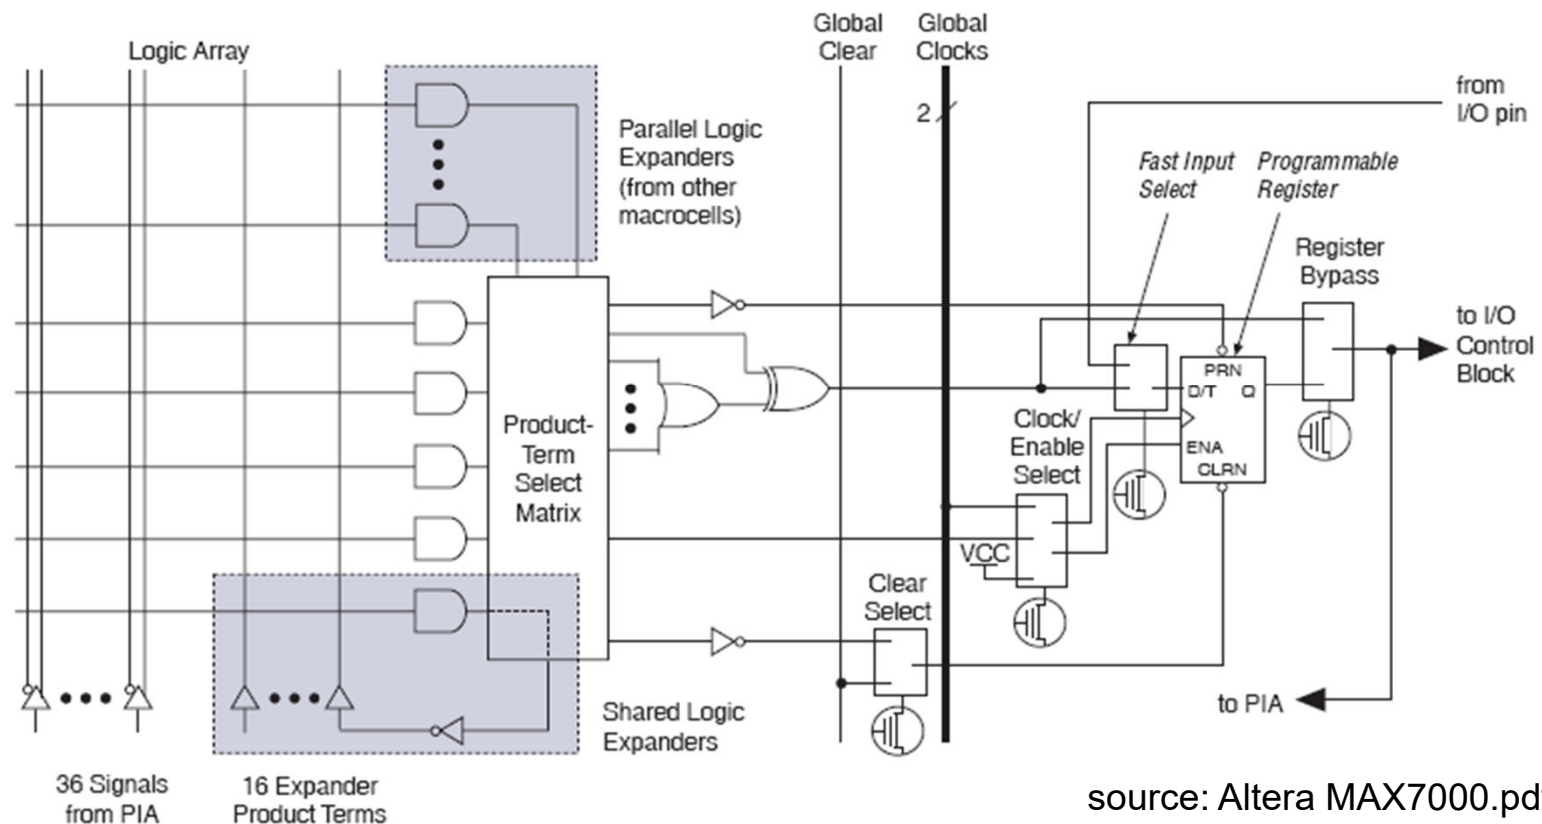 Logic Array
Global
Clear
Global
Clocks
2
from
I/O pin
Parallel Logic
Expanders
(from other
macrocells)
Fast Input
Select
Programmable
Register
Register
Bypass
to I/O
Control
Block
PRN
D/T
Q
ENA
CLRN
Clock/
Enable
Select
Product-
Term
Select
Matrix
VCC
Clear
Select
to PIA
Shared Logic
Expanders
36 Signals
from PIA
16 Expander
Product Terms
source: Altera MAX7000.pd